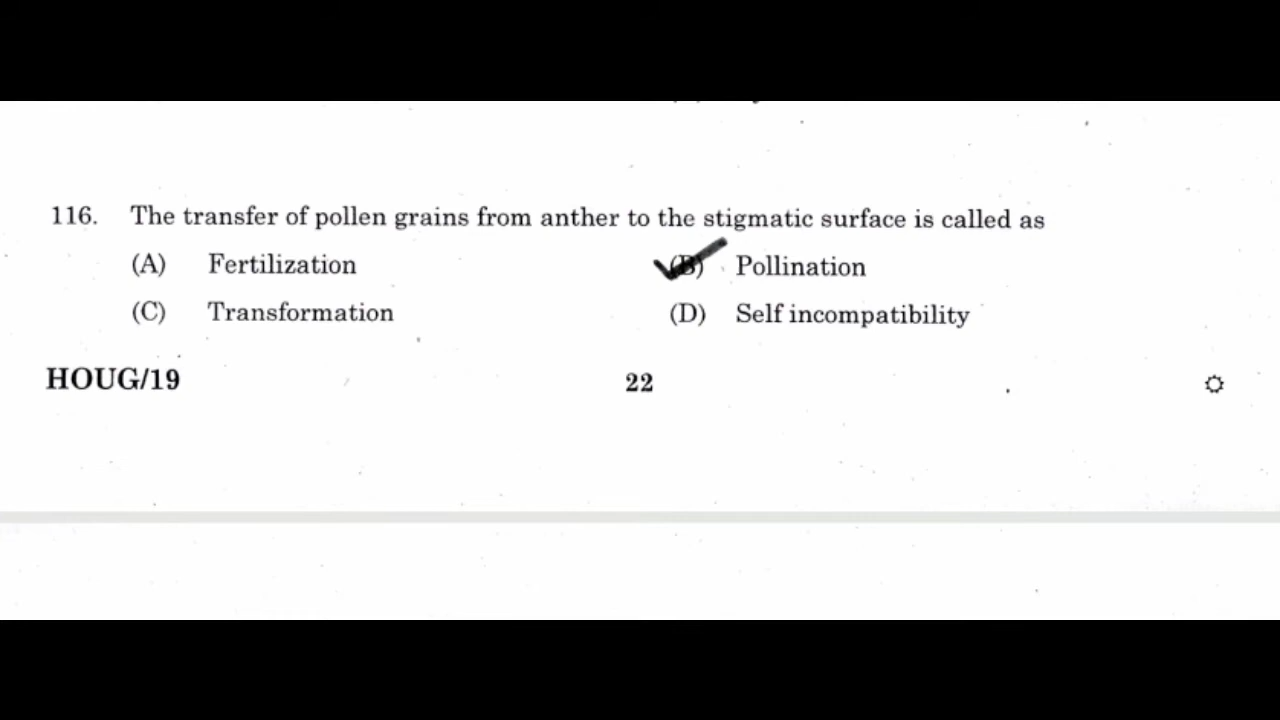 116. The transfer of pollen grains from anther to the stigmatic surface is called as
(A) Fertilization (B) Pollination
(C) Transformation (D) Self incompatibility
HOUG/19 22